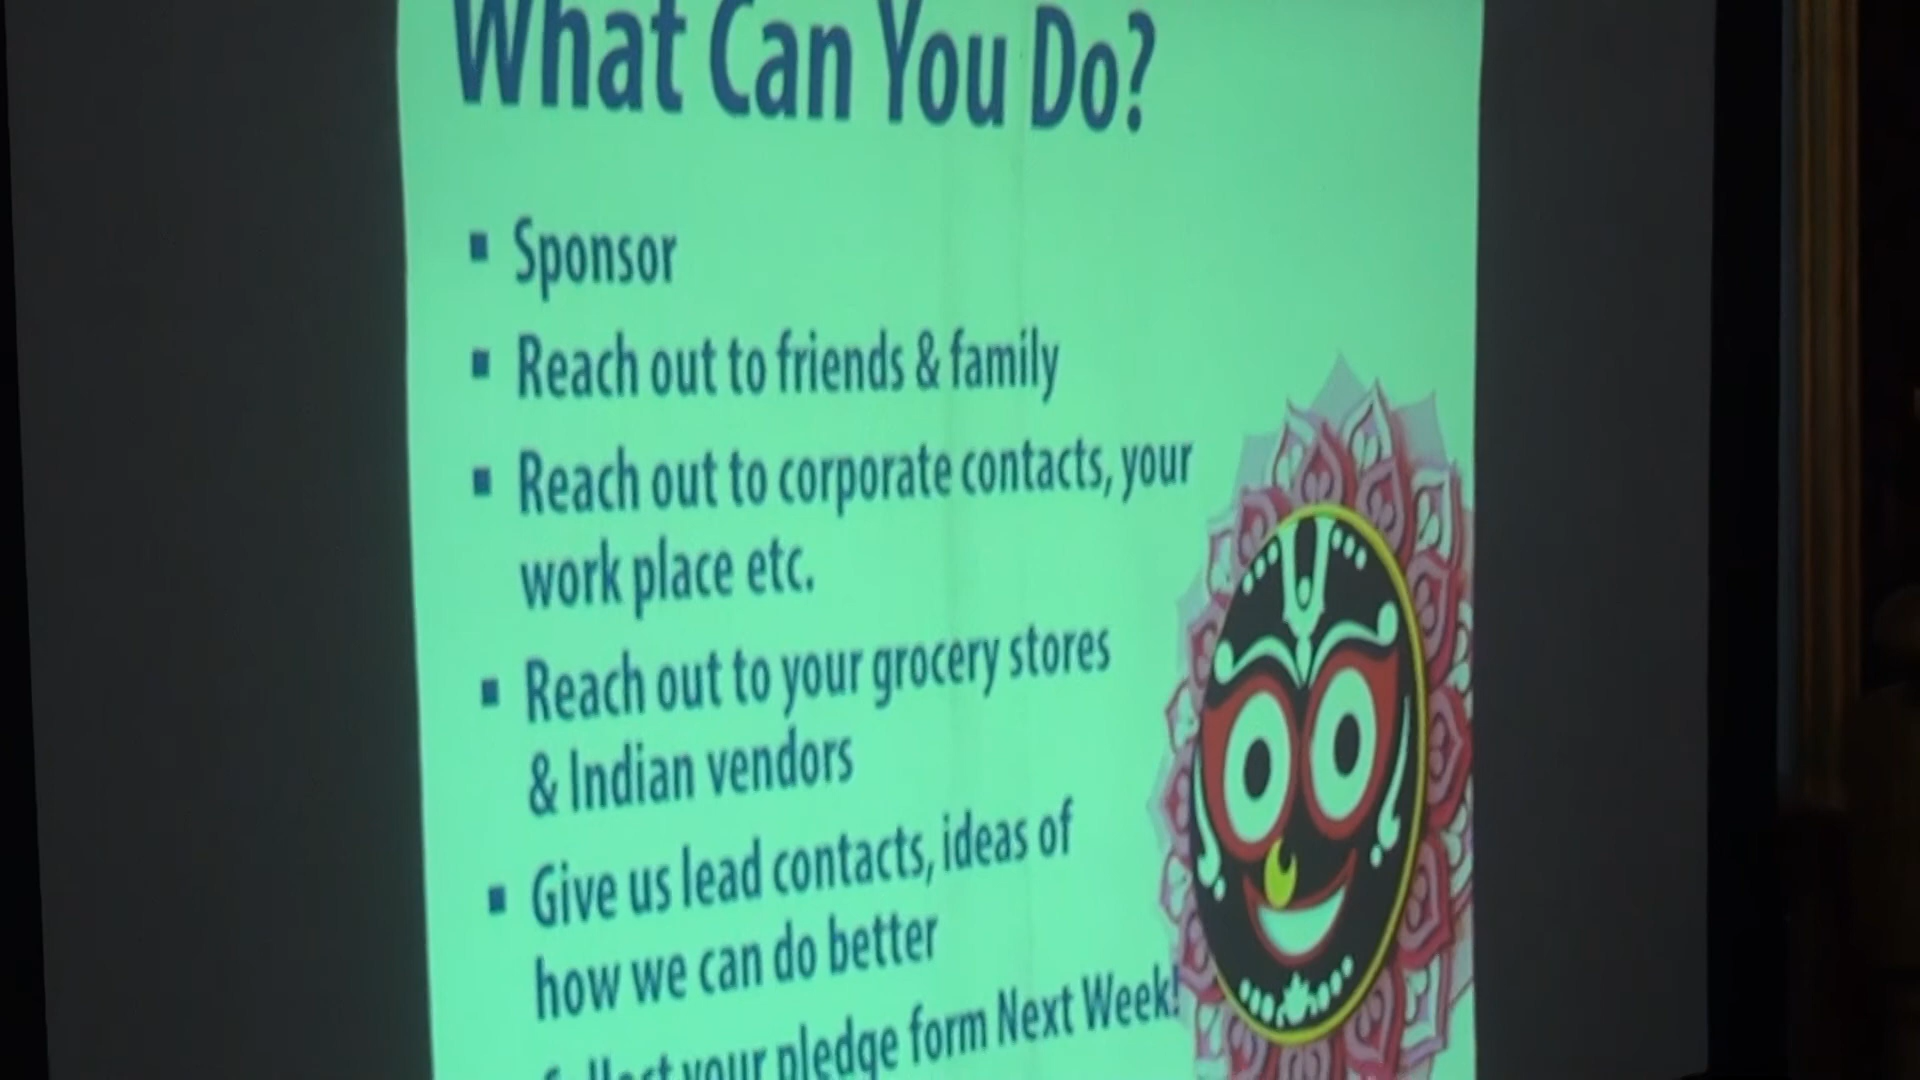 What Can You Do?
▪ Sponsor
▪ Reach out to friends & family
▪ Reach out to corporate contacts, your
work place etc.
▪ Reach out to your grocery stores
& Indian vendors
▪ Give us lead contacts, ideas of
how we can do better
Collect your pledge form Next Week!